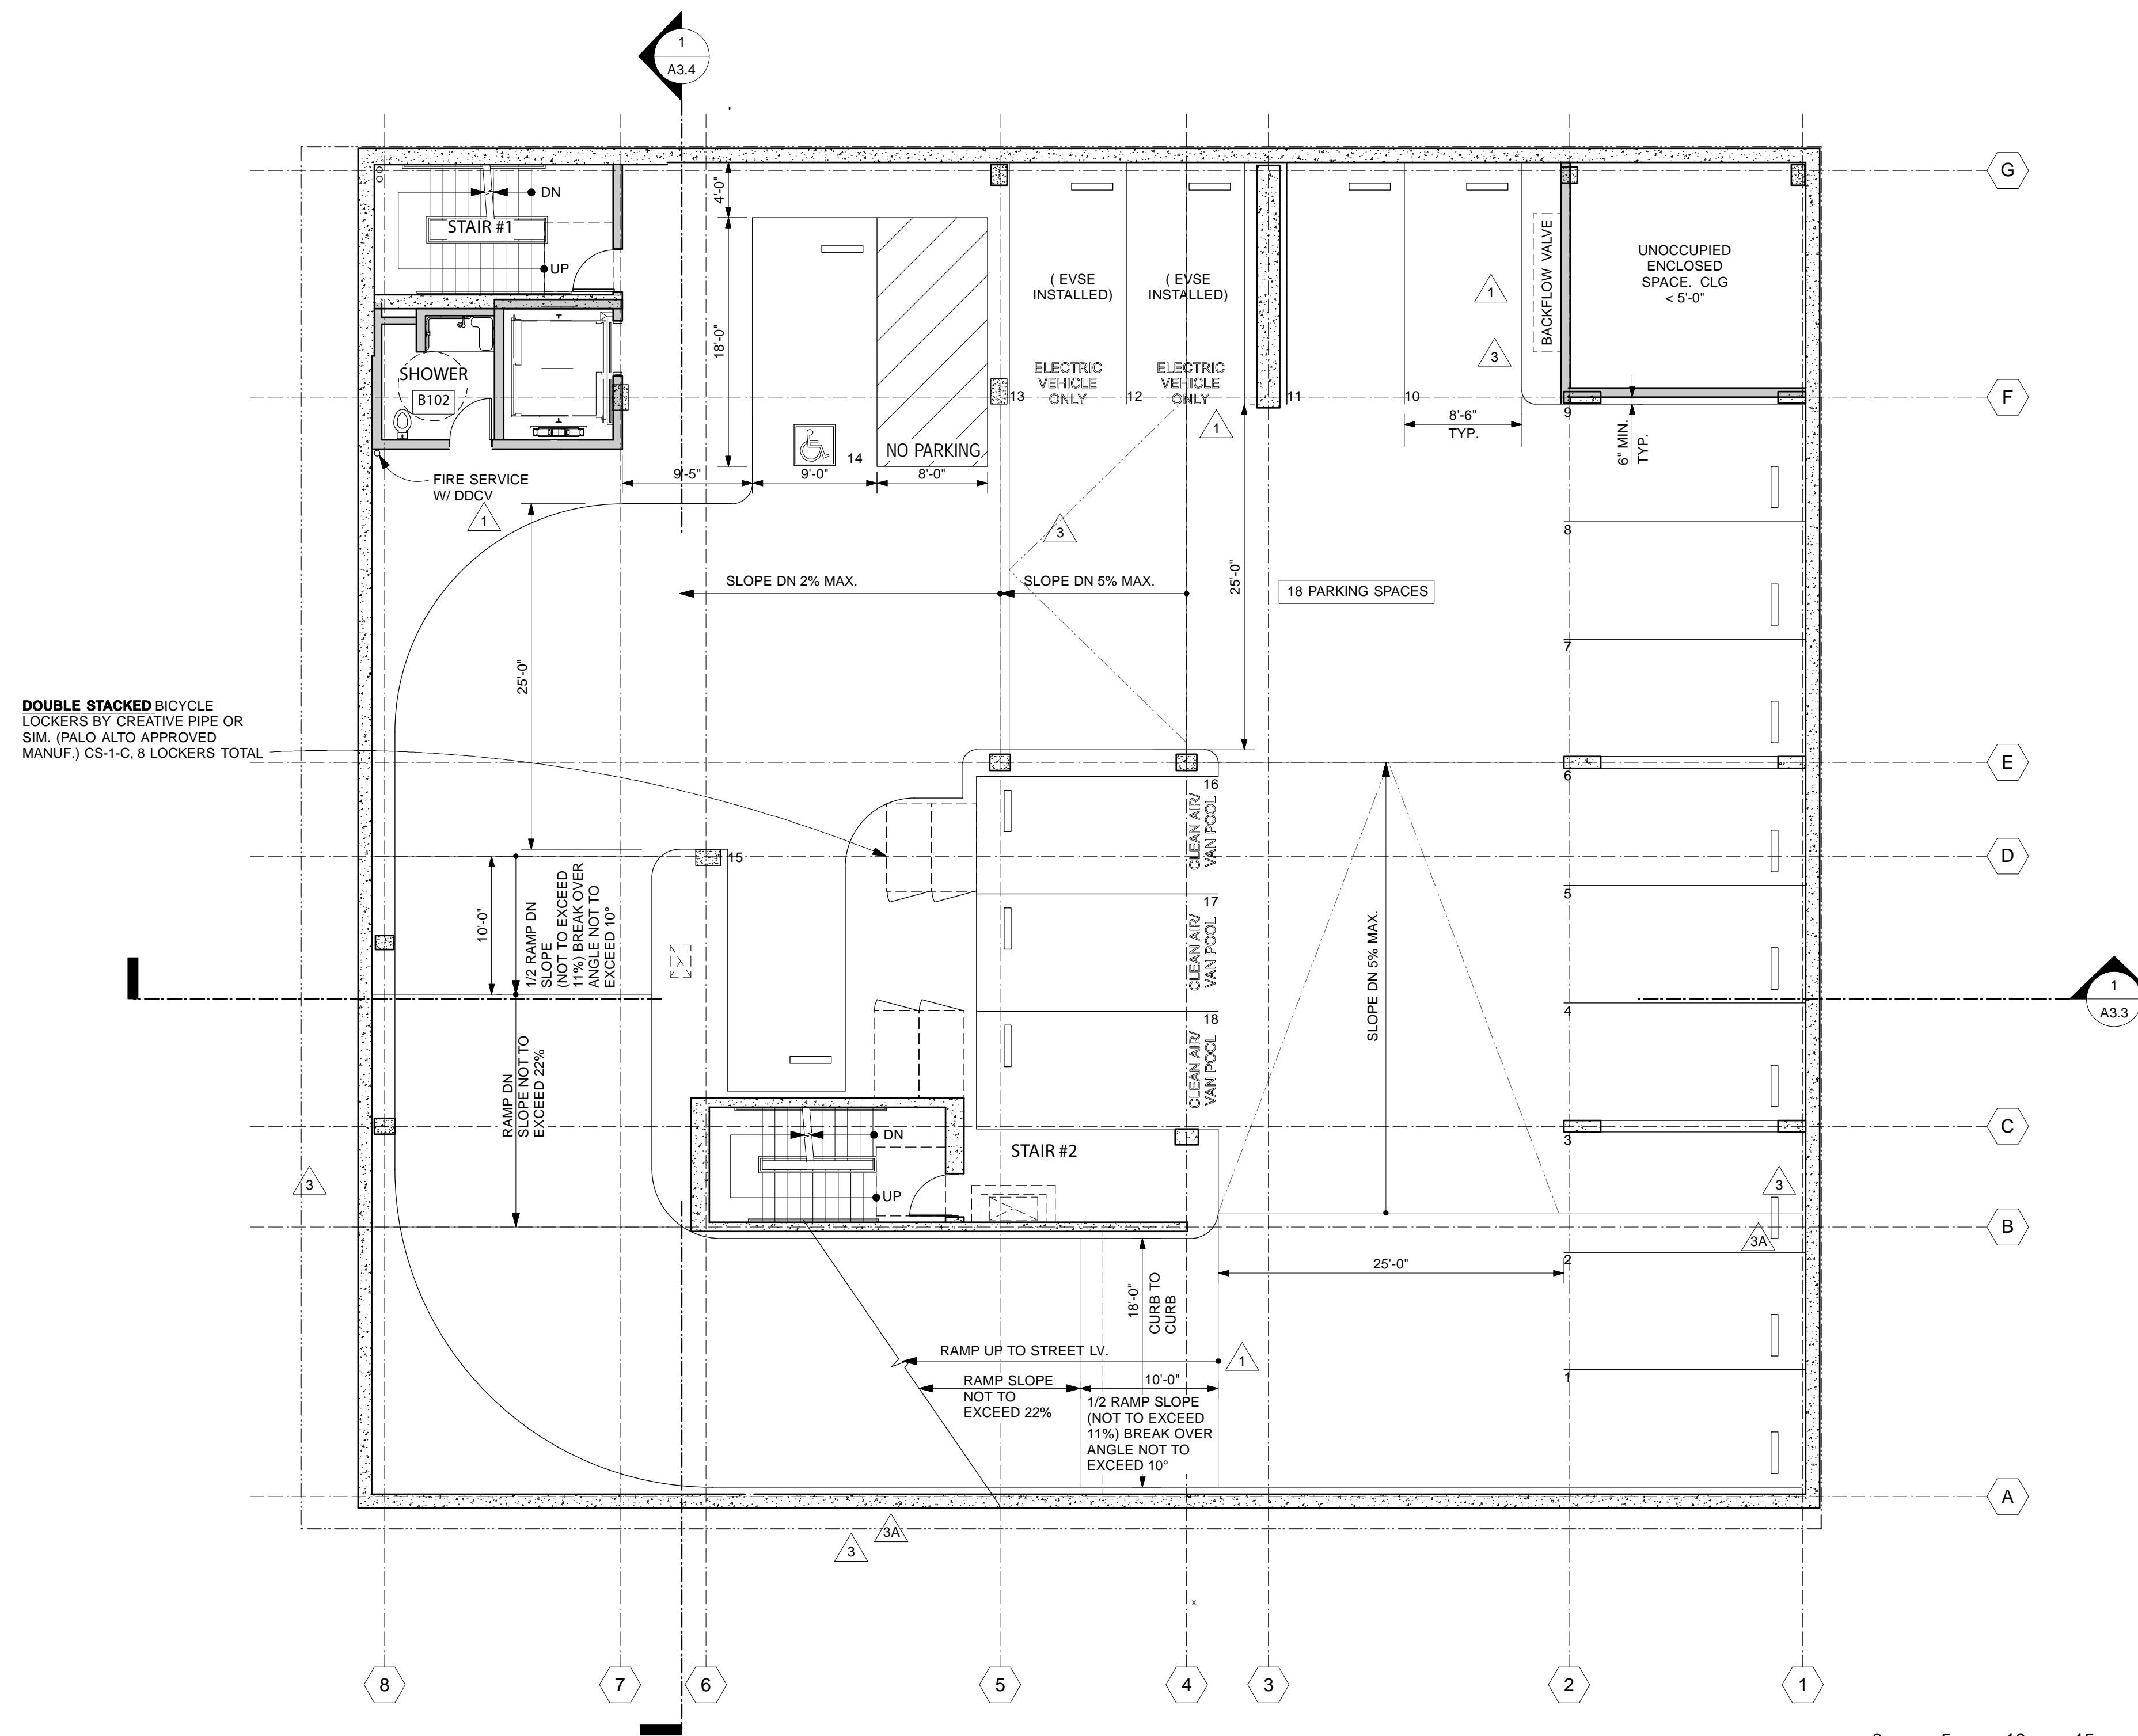 1
A3.4
G
4'-0"
DN
STAIR #1
UP
18'-0"
( EVSE
INSTALLED)
( EVSE
INSTALLED)
1
3
BACKFLOW VALVE
UNOCCUPIED
ENCLOSED
SPACE. CLG
< 5'-0"
SHOWER
B102
ELECTRIC
VEHICLE
ONLY
ELECTRIC
VEHICLE
ONLY
13
12
11
10
9
F
1
8'-6"
TYP.
6" MIN.
TYP.
14
NO PARKING
9'-5"
9'-0"
8'-0"
FIRE SERVICE
W/ DDCV
1
3
8
SLOPE DN 2% MAX.
SLOPE DN 5% MAX.
25'-0"
18 PARKING SPACES
7
25'-0"
DOUBLE STACKED BICYCLE
LOCKERS BY CREATIVE PIPE OR
SIM. (PALO ALTO APPROVED
MANUF.) CS-1-C, 8 LOCKERS TOTAL
E
16
6
CLEAN AIR/
VAN POOL
15
D
10'-0"
1/2 RAMP DN
SLOPE
(NOT TO EXCEED
11%) BREAK OVER
ANGLE NOT TO
EXCEED 10°
17
5
CLEAN AIR/
VAN POOL
SLOPE DN 5% MAX.
1
A3.3
18
4
CLEAN AIR/
VAN POOL
RAMP DN
SLOPE NOT TO
EXCEED 22%
DN
STAIR #2
UP
3
C
3
3
B
3A
2
25'-0"
18'-0"
CURB TO
CURB
RAMP UP TO STREET LV.
1
RAMP SLOPE
NOT TO
EXCEED 22%
10'-0"
1/2 RAMP SLOPE
(NOT TO EXCEED
11%) BREAK OVER
ANGLE NOT TO
EXCEED 10°
1
A
3A
3
x
8
7
6
5
4
3
2
1